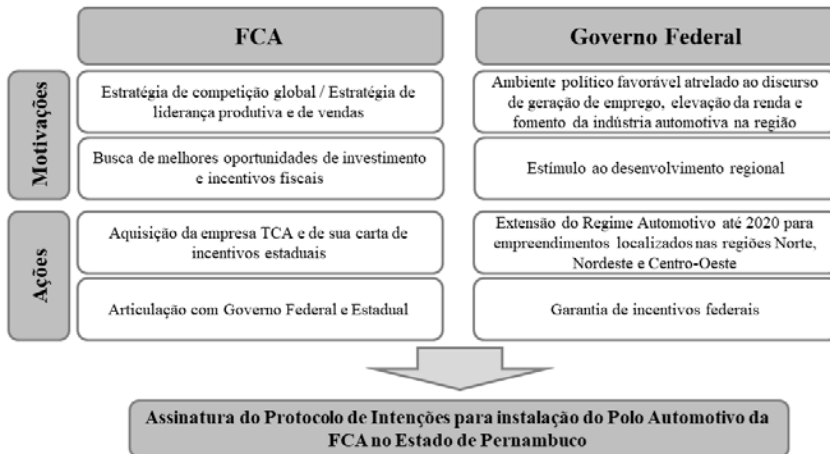 FCA
Governo Federal
Motivações
Estratégia de competição global / Estratégia de
liderança produtiva e de vendas
Ambiente político favorável atrelado ao discurso
de geração de emprego, elevação da renda e
fomento da indústria automotiva na região
Busca de melhores oportunidades de investimento
e incentivos fiscais
Estímulo ao desenvolvimento regional
Ações
Aquisição da empresa TCA e de sua carta de
incentivos estaduais
Extensão do Regime Automotivo até 2020 para
empreendimentos localizados nas regiões Norte,
Nordeste e Centro-Oeste
Articulação com Governo Federal e Estadual
Garantia de incentivos federais
Assinatura do Protocolo de Intenções para instalação do Polo Automotivo da
FCA no Estado de Pernambuco